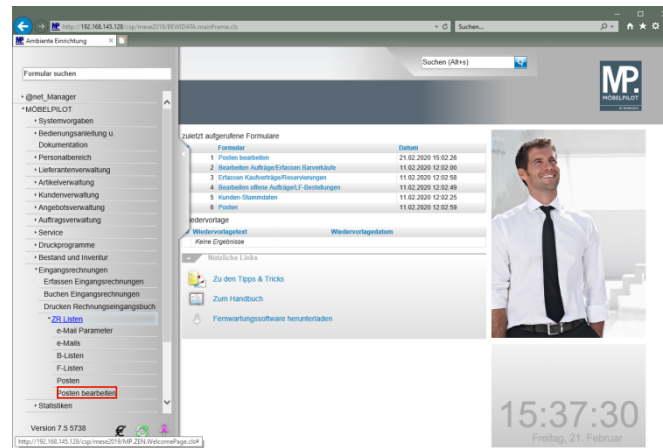 http://192.168.145.128/csp/mese2019/BEWIDATA.mainFrame.cls
Suchen...
Ambiente Einrichtung
Formular suchen
Suchen (Alt+s)
MP.
MÖBELPILOT
@net_Manager
MÖBELPILOT
Systemvorgaben
Bedienungsanleitung u.
Dokumentation
Personalbereich
Lieferantenverwaltung
Artikelverwaltung
Kundenverwaltung
Angebotsverwaltung
Auftragsverwaltung
Service
Druckprogramme
Bestand und Inventur
Eingangsrechnungen
Erfassen Eingangsrechnungen
Buchen Eingangsrechnungen
Drucken Rechnungseingangsbuch
ZR Listen
e-Mail Parameter
e-Mails
B-Listen
F-Listen
Posten
Posten bearbeiten
Statistiken
Version 7.5 5738
http://192.168.145.128/csp/mese2019/MP.ZEN.WelcomePage.cls#
zuletzt aufgerufene Formulare
Formular Datum
1 Posten bearbeiten 21.02.2020 15:02:26
2 Bearbeiten Aufträge/Erfassen Barverkäufe 11.02.2020 12:02:00
3 Erfassen Kaufverträge/Reservierungen 11.02.2020 12:02:58
4 Bearbeiten offene Aufträge/LF-Bestellungen 11.02.2020 12:02:49
5 Kunden-Stammdaten 11.02.2020 12:02:25
6 Posten 11.02.2020 12:02:59
edervorlage
Wiedervorlagetext Wiedervorlagedatum
Keine Ergebnisse
Nützliche Links
Zu den Tipps & Tricks
Zum Handbuch
Fernwartungssoftware herunterladen
15:37:30
Freitag, 21. Februar